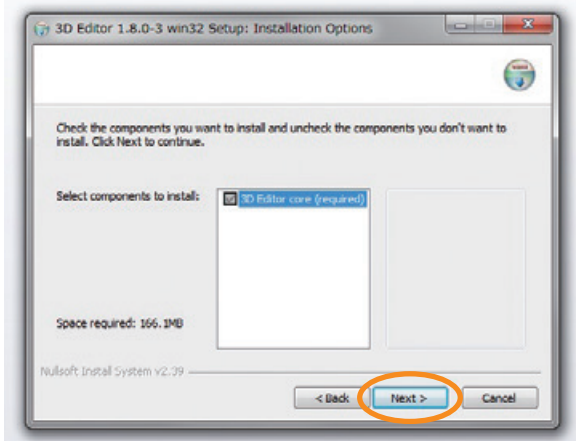 3D Editor 1.8.0-3 win32 Setup: Installation Options
Check the components you want to install and uncheck the components you don't want to
install. Click Next to continue.
Select components to install:
3D Editor core (required)
Space required: 166.1MB
Nullsoft Install System v2.39
< Back
Next >
Cancel